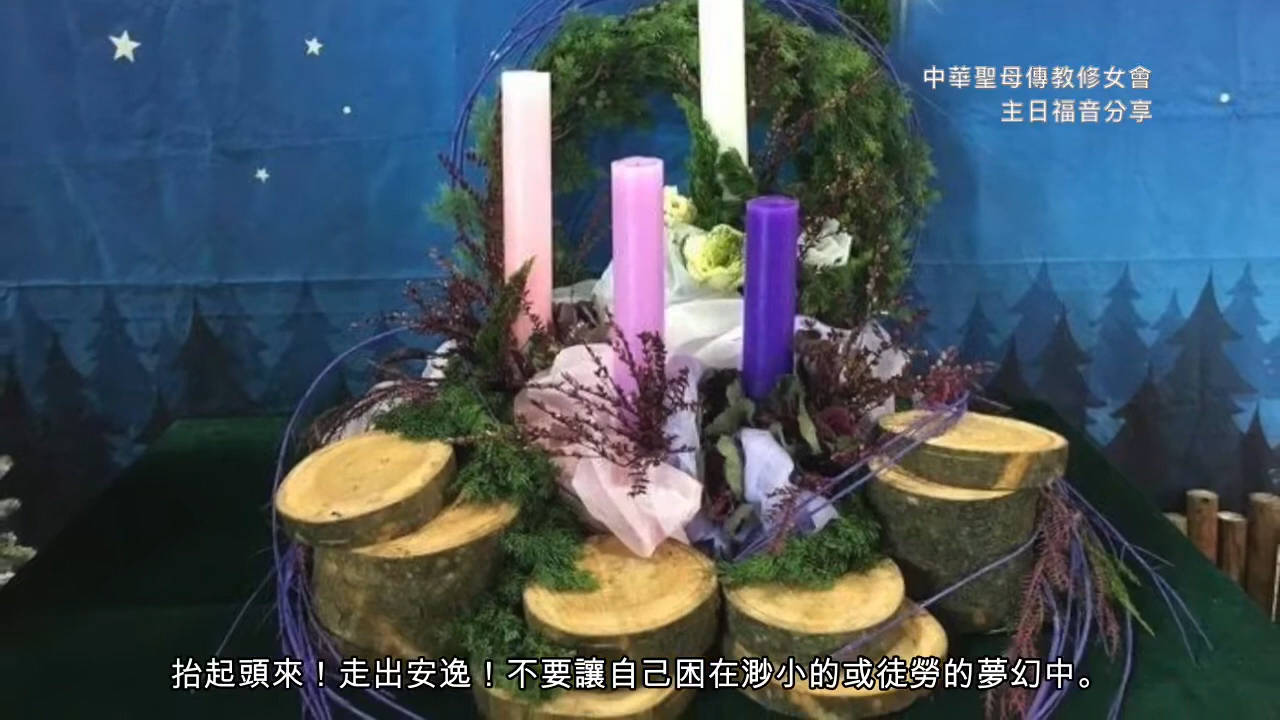 中華聖母傳教修女會
主日福音分享
抬起頭來！走出安逸！不要讓自己困在渺小的或徒勞的夢幻中。